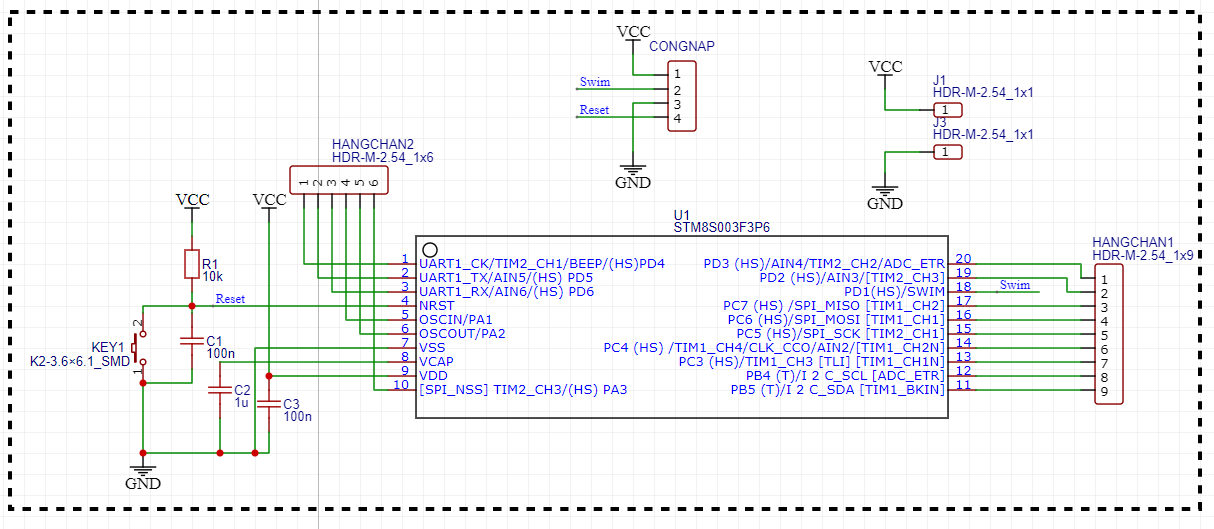 VCC
CONGNAP
1
Swim
2
3
Reset
4
GND
VCC
J1
HDR-M-2.54_1x1
1
J3
HDR-M-2.54_1x1
1
GND
HANGCHAN2
HDR-M-2.54_1x6
1 2 3 4 5 6
VCC
VCC
R1
10k
Reset
2
KEY1
K2-3.6×6.1_SMD
1
C1
100n
C2
1u
C3
100n
GND
U1
STM8S003F3P6
1 UART1_CK/TIM2_CH1/BEEP/(HS)PD4
2 UART1_TX/AIN5/(HS) PD5
3 UART1_RX/AIN6/(HS) PD6
4 NRST
5 OSCIN/PA1
6 OSCOUT/PA2
7 VSS
8 VCAP
9 VDD
10 [SPI_NSS] TIM2_CH3/(HS) PA3
PD3 (HS)/AIN4/TIM2_CH2/ADC_ETR 20
PD2 (HS)/AIN3/[TIM2_CH3] 19
PD1(HS)/SWIM 18
PC7 (HS) /SPI_MISO [TIM1_CH2] 17
PC6 (HS)/SPI_MOSI [TIM1_CH1] 16
PC5 (HS)/SPI_SCK [TIM2_CH1] 15
PC4 (HS) /TIM1_CH4/CLK_CCO/AIN2/[TIM1_CH2N] 14
PC3 (HS)/TIM1_CH3 [TLI] [TIM1_CH1N] 13
PB4 (T)/I 2 C_SCL [ADC_ETR] 12
PB5 (T)/I 2 C_SDA [TIM1_BKIN] 11
Swim
HANGCHAN1
HDR-M-2.54_1x9
1
2
3
4
5
6
7
8
9